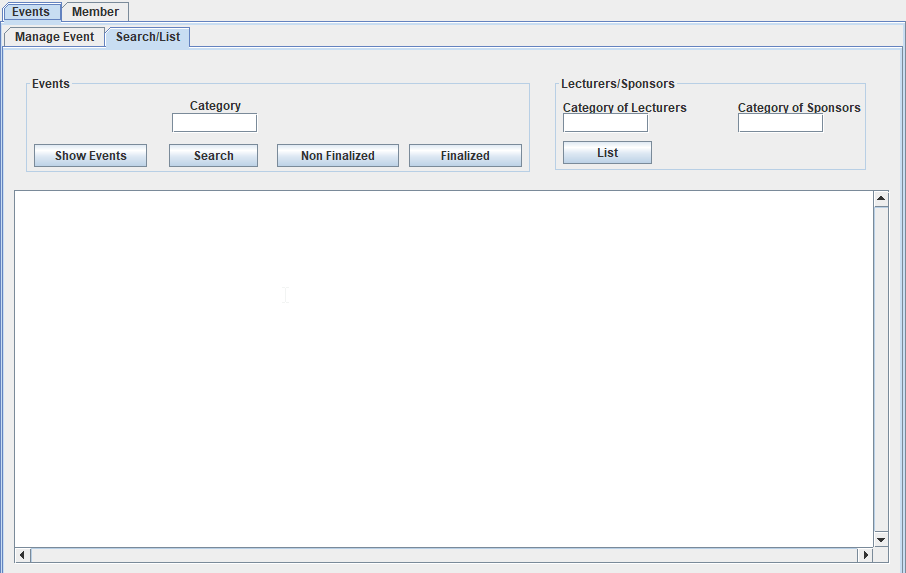 Events Member
Manage Event Search/List
Events
Category
Show Events Search Non Finalized Finalized
Lecturers/Sponsors
Category of Lecturers Category of Sponsors
List